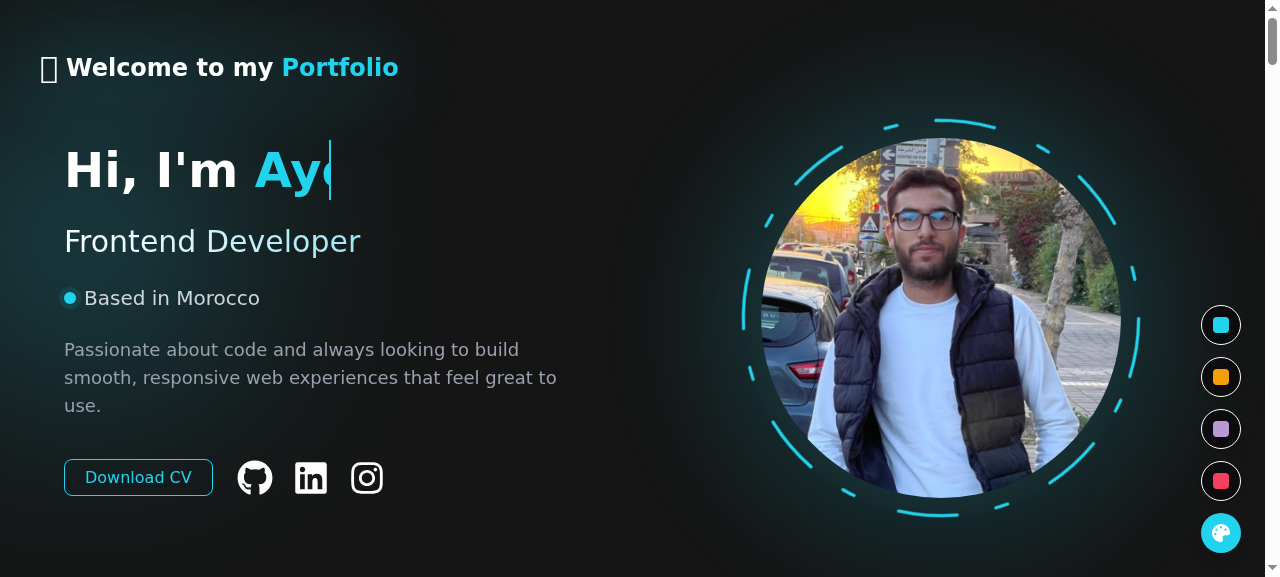 Welcome to my Portfolio
Hi, I'm Ay
Frontend Developer
Based in Morocco
Passionate about code and always looking to build
smooth, responsive web experiences that feel great to
use.
Download CV